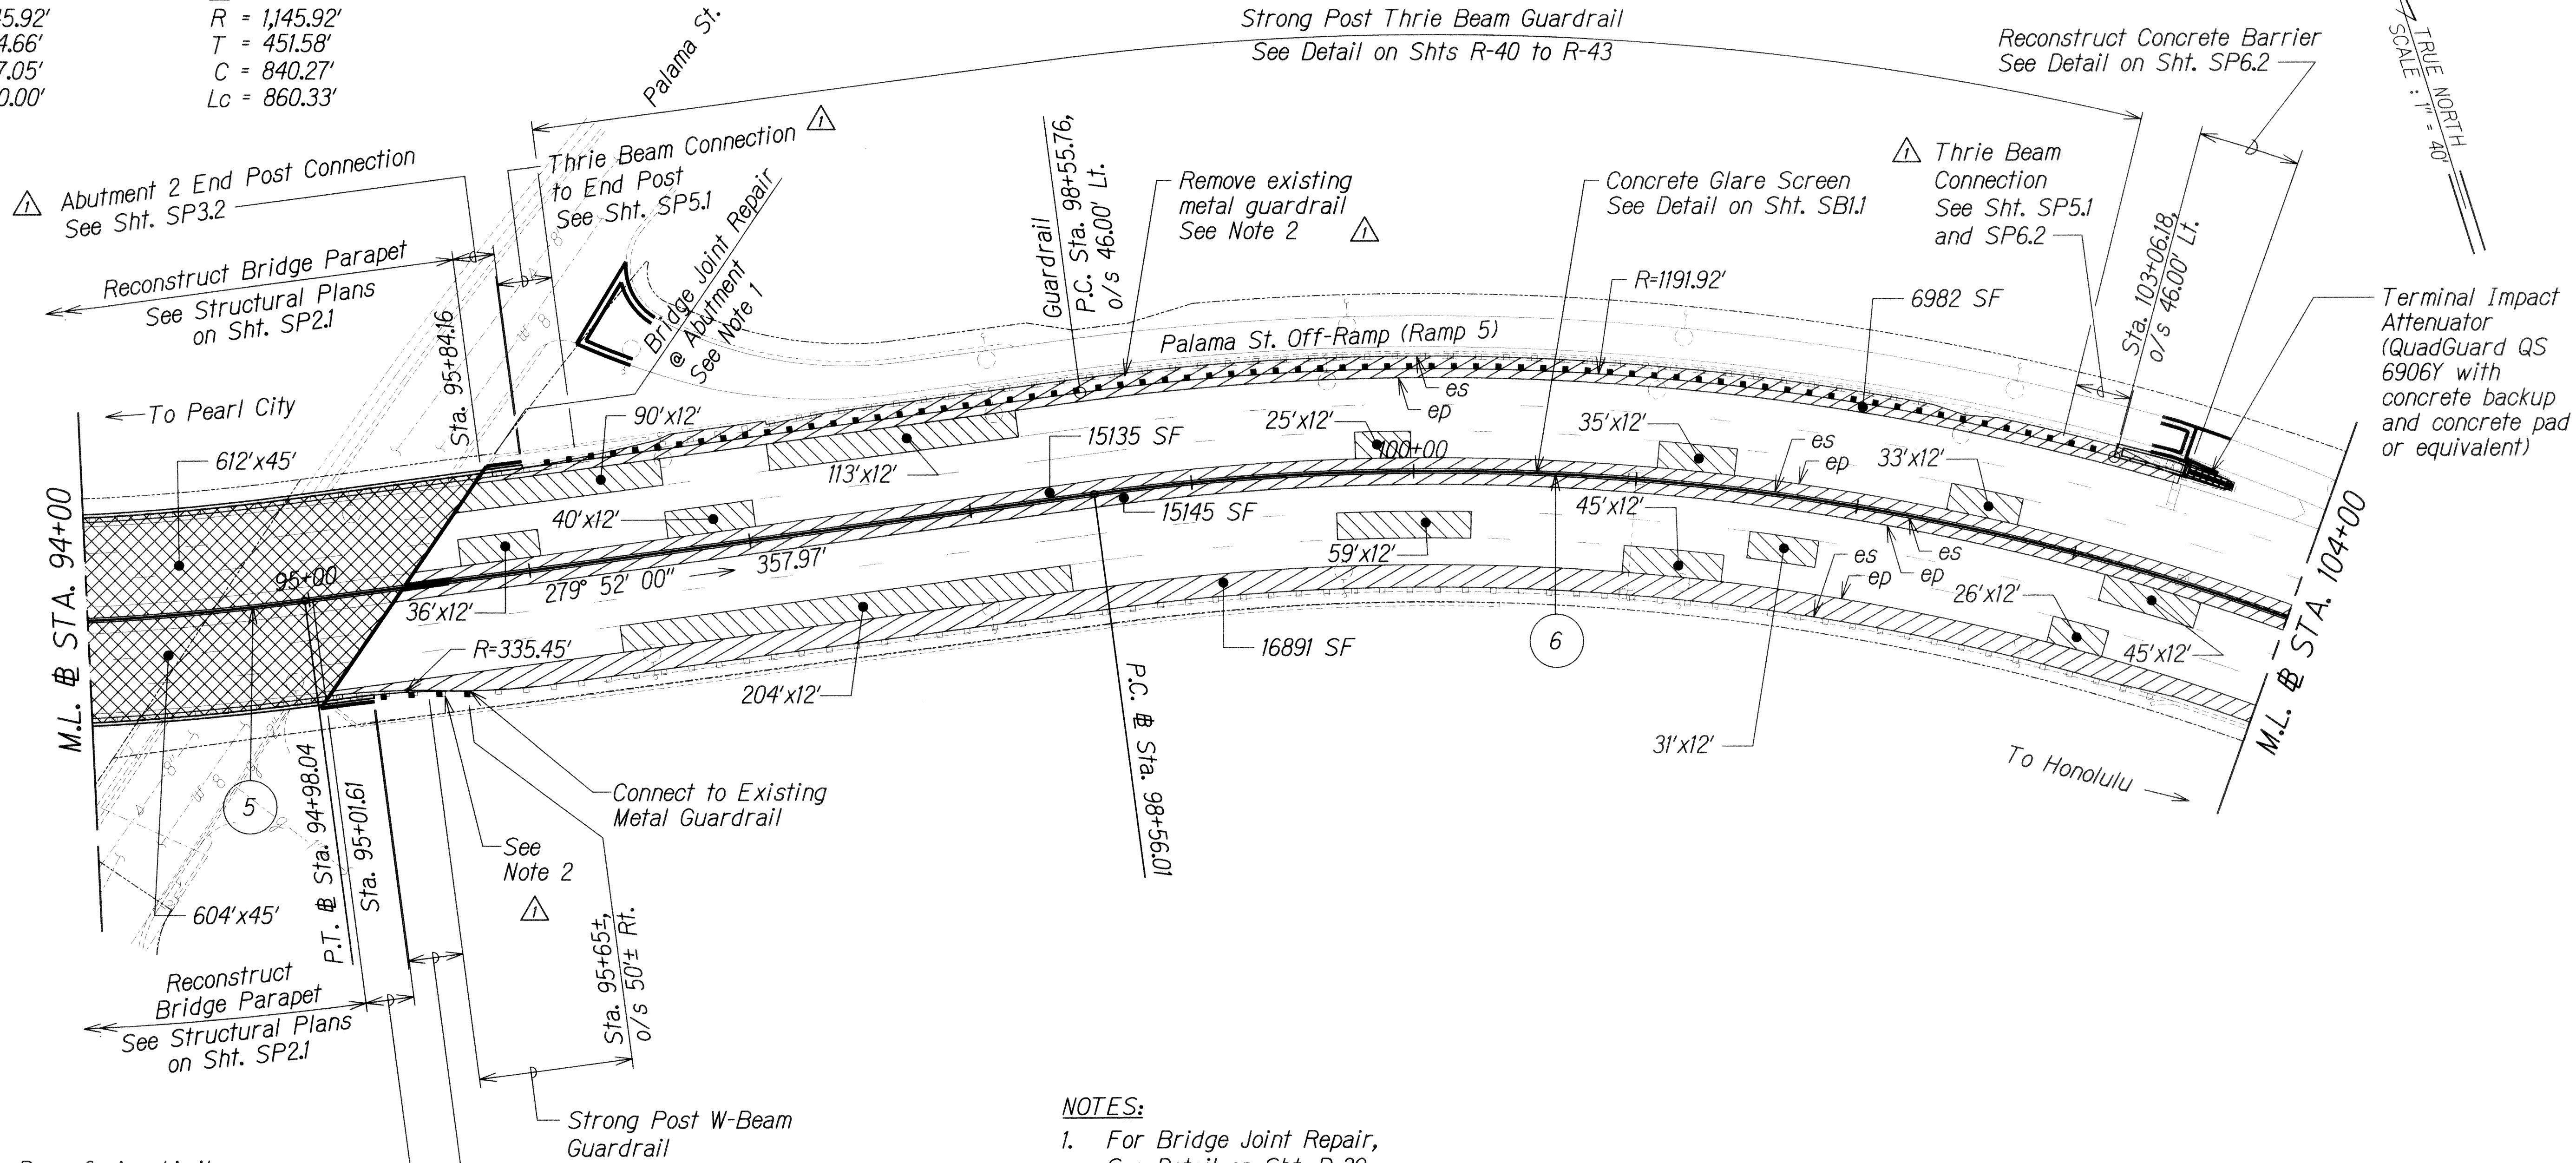 5.92'
4.66'
7.05'
0.00'
R = 1,145.92'
T = 451.58'
C = 840.27'
Lc = 860.33'
Palama St.
Strong Post Thrie Beam Guardrail
See Detail on Shts R-40 to R-43
Reconstruct Concrete Barrier
See Detail on Sht. SP6.2
TRUE NORTH
SCALE : 1" = 40'
1 Abutment 2 End Post Connection
See Sht. SP3.2
Thrie Beam Connection 1
to End Post
See Sht. SP5.1
Bridge Joint Repair
@ Abutment
See Note 1
Guardrail
P.C. Sta. 98+55.76,
o/s 46.00' Lt.
Remove existing
metal guardrail
See Note 2 1
Concrete Glare Screen
See Detail on Sht. SB1.1
1 Thrie Beam
Connection
See Sht. SP5.1
and SP6.2
Sta. 103+06.18,
o/s 46.00' Lt.
Reconstruct Bridge Parapet
See Structural Plans
on Sht. SP2.1
Sta. 95+84.16
R=1191.92'
6982 SF
Terminal Impact
Attenuator
(QuadGuard QS
6906Y with
concrete backup
and concrete pad
or equivalent)
Palama St. Off-Ramp (Ramp 5)
es
ep
To Pearl City
612'x45'
90'x12'
113'x12'
15135 SF
25'x12'
100+00
35'x12'
es
ep
33'x12'
40'x12'
15145 SF
45'x12'
59'x12'
M.L. B STA. 94+00
95+00
36'x12'
279° 52' 00"
357.97'
es
ep
es
ep
26'x12'
45'x12'
M.L. B STA. 104+00
R=335.45'
204'x12'
16891 SF
6
31'x12'
To Honolulu
P.C. B Sta. 98+56.01
5
604'x45'
P.T. B Sta. 94+98.04
Sta. 95+01.61
Connect to Existing
Metal Guardrail
See
Note 2
1
Sta. 95+65±,
o/s 50'± Rt.
Reconstruct
Bridge Parapet
See Structural Plans
on Sht. SP2.1
Strong Post W-Beam
Guardrail
NOTES:
1. For Bridge Joint Repair,